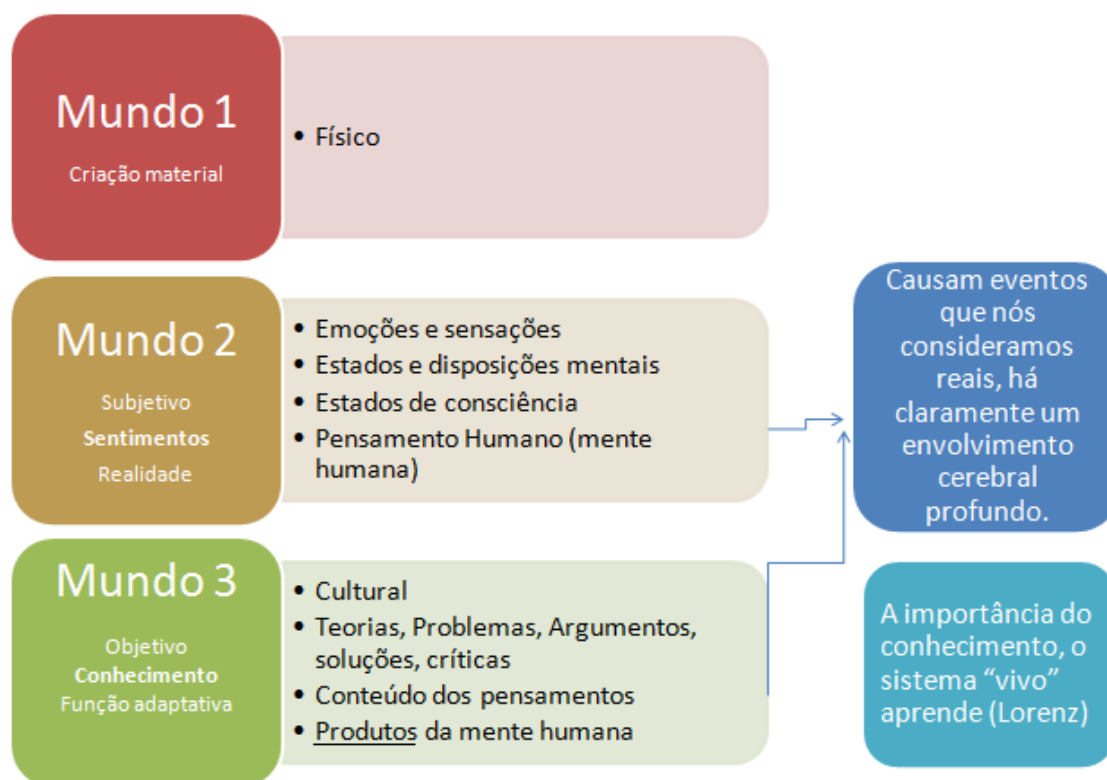 Mundo 1
Criação material
• Físico
Mundo 2
Subjetivo
Sentimentos
Realidade
• Emoções e sensações
• Estados e disposições mentais
• Estados de consciência
• Pensamento Humano (mente
humana)
Mundo 3
Objetivo
Conhecimento
Função adaptativa
• Cultural
• Teorias, Problemas, Argumentos,
soluções, críticas
• Conteúdo dos pensamentos
• Produtos da mente humana
Causam eventos
que nós
consideramos
reais, há
claramente um
envolvimento
cerebral
profundo.
A importância do
conhecimento, o
sistema “vivo”
aprende (Lorenz)